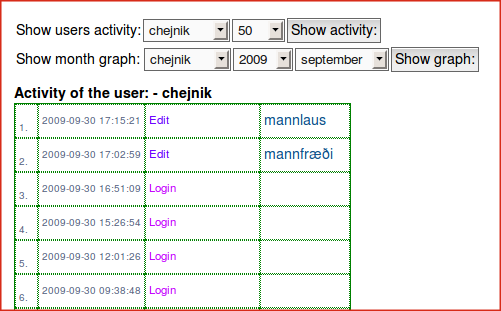 Show users activity: chejnik 50 Show activity:
Show month graph: chejnik 2009 september Show graph:
Activity of the user: - chejnik
1. 2009-09-30 17:15:21 Edit mannlaus
2. 2009-09-30 17:02:59 Edit mannfræði
3. 2009-09-30 16:51:09 Login
4. 2009-09-30 15:26:54 Login
5. 2009-09-30 12:01:26 Login
6. 2009-09-30 09:38:48 Login